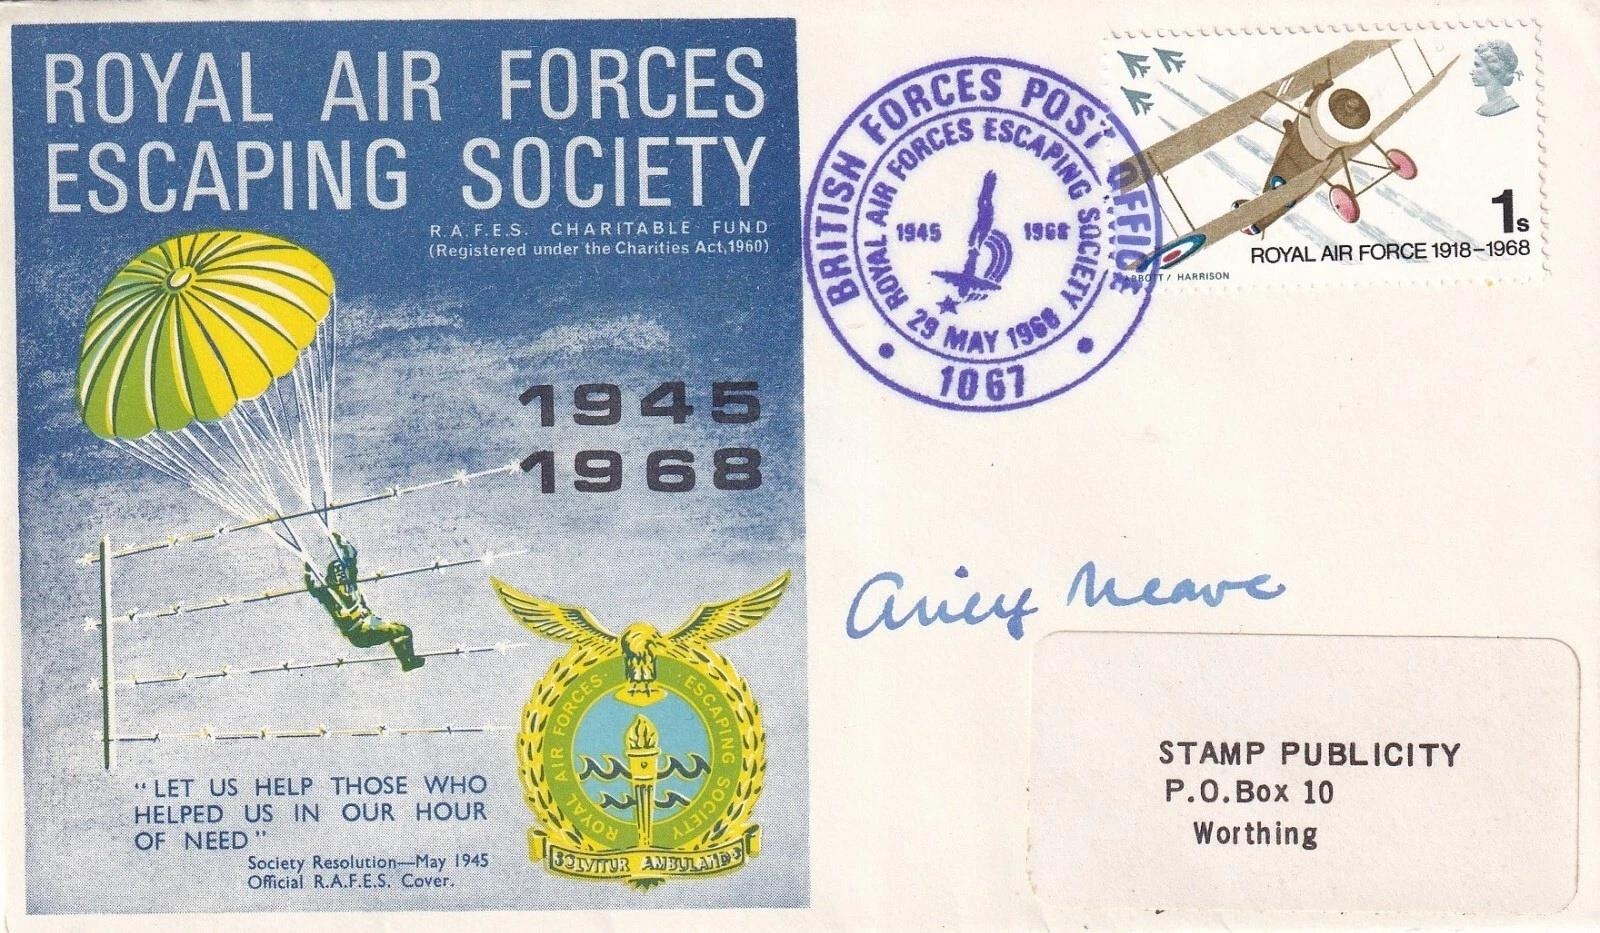 ROYAL AIR FORCES
ESCAPING SOCIETY
R.A.F.E.S. CHARITABLE FUND
(Registered under the Charities Act, 1960)
1945
1968
"LET US HELP THOSE WHO
HELPED US IN OUR HOUR
OF NEED"
Society Resolution—May 1945
Official R.A.F.E.S. Cover.
ROYAL AIR FORCES · ESCAPING SOCIETY
SOLVITUR AMBULANDO
BRITISH FORCES POST OFFICE
ROYAL AIR FORCES ESCAPING SOCIETY
1945 1968
29 MAY 1968
• 1067 •
1s
ROYAL AIR FORCE 1918-1968
ABBOTT / HARRISON
Airey Neave
STAMP PUBLICITY
P.O.Box 10
Worthing